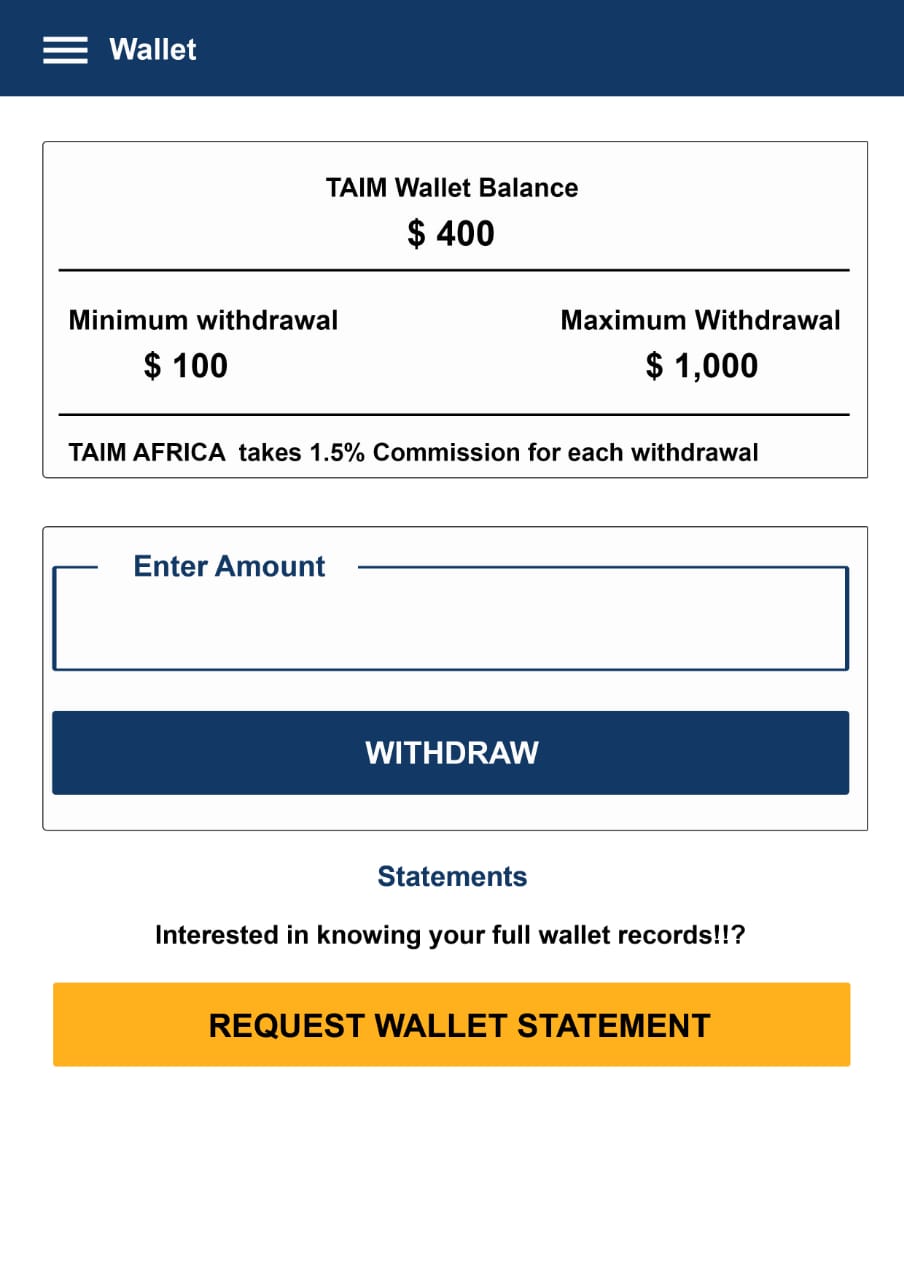 Wallet
TAIM Wallet Balance
$ 400
Minimum withdrawal
Maximum Withdrawal
$ 100
$ 1,000
TAIM AFRICA takes 1.5% Commission for each withdrawal
Enter Amount
WITHDRAW
Statements
Interested in knowing your full wallet records!!?
REQUEST WALLET STATEMENT